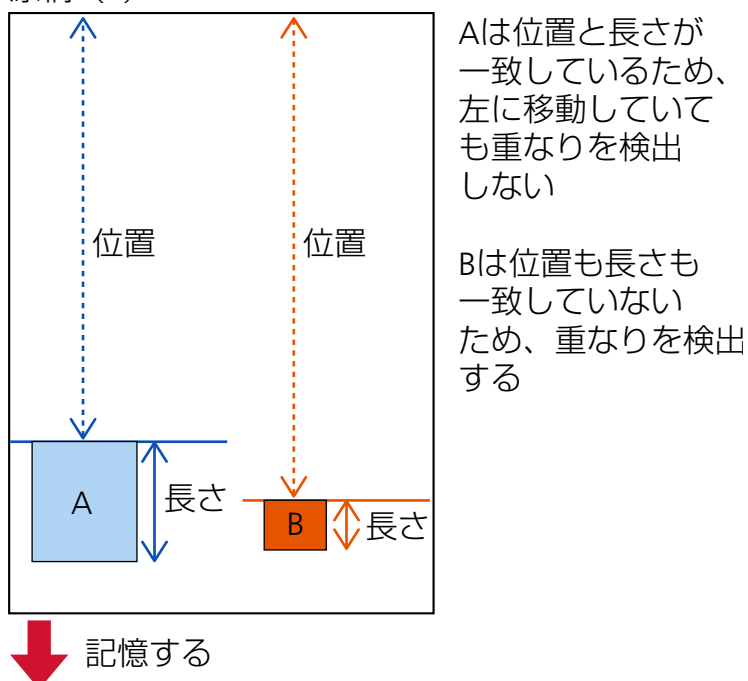 Aは位置と長さが
一致しているため、
左に移動していて
も重なりを検出
しない
Bは位置も長さも
一致していない
ため、重なりを検出
する
位置
位置
A
長さ
B
長さ
記憶する